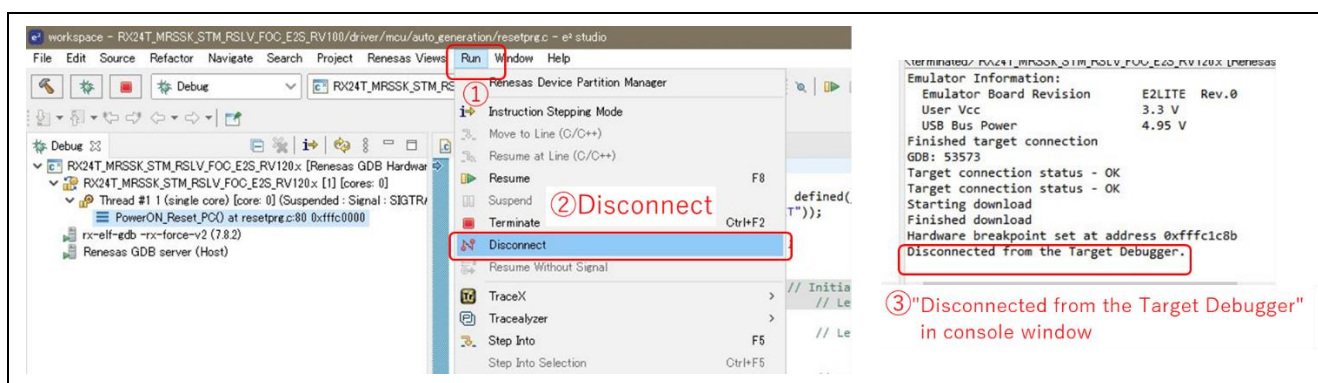 workspace - RX24T_MRSSK_STM_RSLV_FOC_E2S_RV100/driver/mcu/auto_generation/resetprg.c - e² studio
File Edit Source Refactor Navigate Search Project Renesas Views Run Window Help
Debug
RX24T_MRSSK_STM_RS
①
Renesas Device Partition Manager
Instruction Stepping Mode
Move to Line (C/C++)
Resume at Line (C/C++)
Resume F8
Suspend
②Disconnect
Terminate Ctrl+F2
Disconnect
Resume Without Signal
TraceX
Tracealyzer
Step Into F5
Step Into Selection Ctrl+F5
Debug
RX24T_MRSSK_STM_RSLV_FOC_E2S_RV120.x [Renesas GDB Hardwar
RX24T_MRSSK_STM_RSLV_FOC_E2S_RV120.x [1] [cores: 0]
Thread #1 1 (single core) [core: 0] (Suspended : Signal : SIGTRA
PowerON_Reset_PC() at resetprg.c:80 0xfffc0000
rx-elf-gdb -rx-force-v2 (7.8.2)
Renesas GDB server (Host)
defined(
T"));
// Initia
// Le
// Le
Emulator Information:
Emulator Board Revision E2LITE Rev.0
User Vcc 3.3 V
USB Bus Power 4.95 V
Finished target connection
GDB: 53573
Target connection status - OK
Target connection status - OK
Starting download
Finished download
Hardware breakpoint set at address 0xfffc1c8b
Disconnected from the Target Debugger.
③"Disconnected from the Target Debugger"
in console window